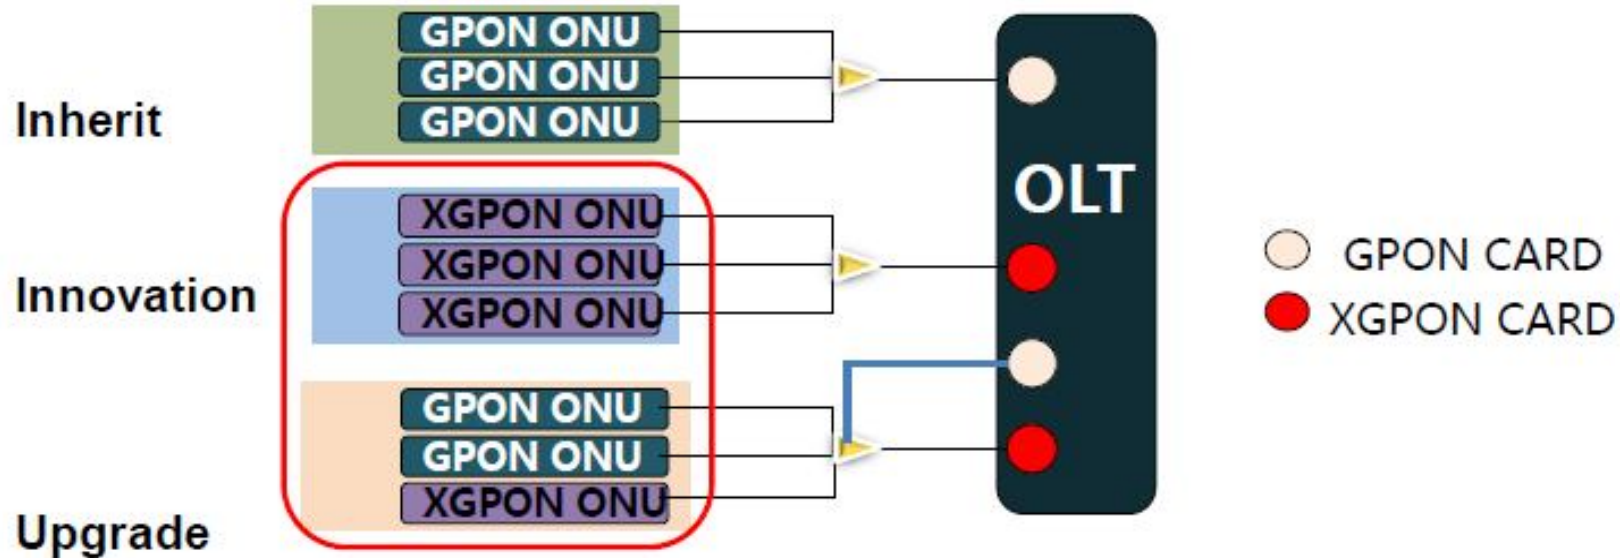 GPON ONU
GPON ONU
GPON ONU
Inherit
XGPON ONU
XGPON ONU
XGPON ONU
Innovation
GPON ONU
GPON ONU
XGPON ONU
Upgrade
OLT
GPON CARD
XGPON CARD